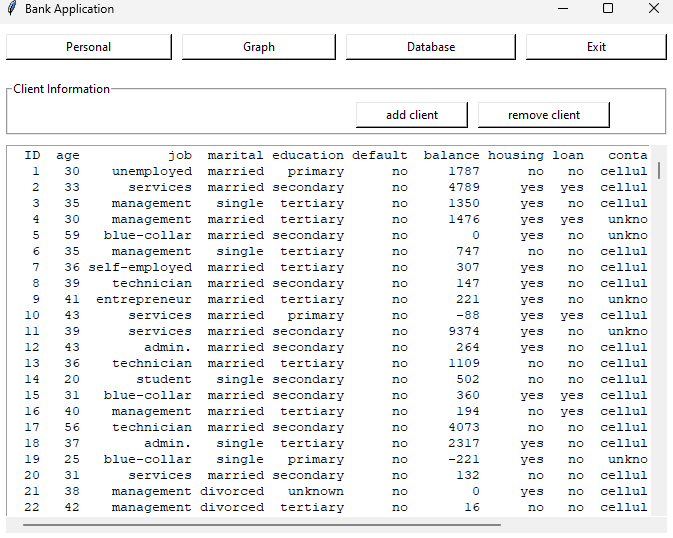 Bank Application
Personal Graph Database Exit
Client Information
add client remove client
ID age job marital education default balance housing loan conta
1 30 unemployed married primary no 1787 no no cellul
2 33 services married secondary no 4789 yes yes cellul
3 35 management single tertiary no 1350 yes no cellul
4 30 management married tertiary no 1476 yes yes unkno
5 59 blue-collar married secondary no 0 yes no unkno
6 35 management single tertiary no 747 no no cellul
7 36 self-employed married tertiary no 307 yes no cellul
8 39 technician married secondary no 147 yes no cellul
9 41 entrepreneur married tertiary no 221 yes no unkno
10 43 services married primary no -88 yes yes cellul
11 39 services married secondary no 9374 yes no unkno
12 43 admin. married secondary no 264 yes no cellul
13 36 technician married tertiary no 1109 no no cellul
14 20 student single secondary no 502 no no cellul
15 31 blue-collar married secondary no 360 yes yes cellul
16 40 management married tertiary no 194 no yes cellul
17 56 technician married secondary no 4073 no no cellul
18 37 admin. single tertiary no 2317 yes no cellul
19 25 blue-collar single primary no -221 yes no unkno
20 31 services married secondary no 132 no no cellul
21 38 management divorced unknown no 0 yes no cellul
22 42 management divorced tertiary no 16 no no cellul